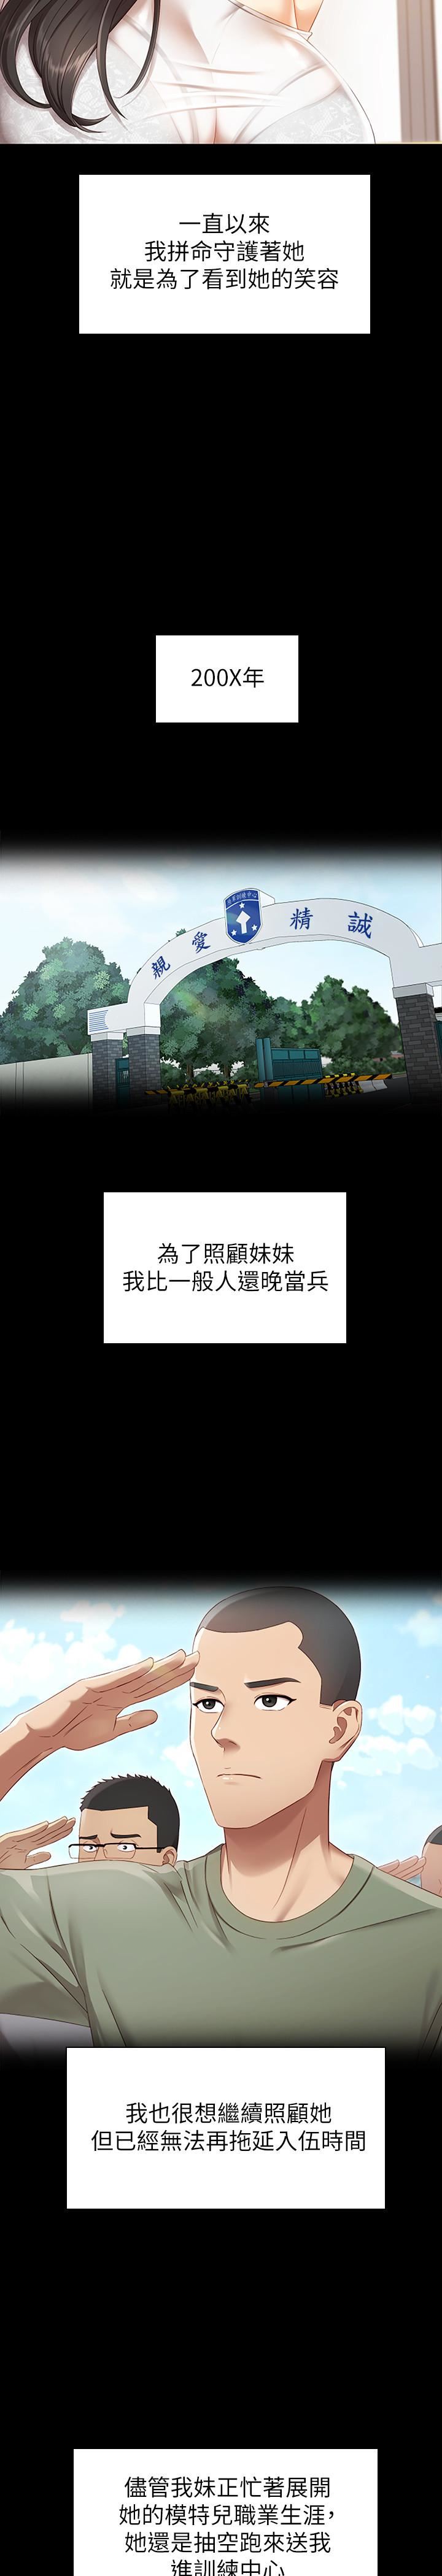 一直以來
我拼命守護著她
就是為了看到她的笑容
200X年
親愛精誠
為了照顧妹妹
我比一般人還晚當兵
我也很想繼續照顧她
但已經無法再拖延入伍時間
儘管我妹正忙著展開
她的模特兒職業生涯，
她還是抽空跑來送我
進訓練中心